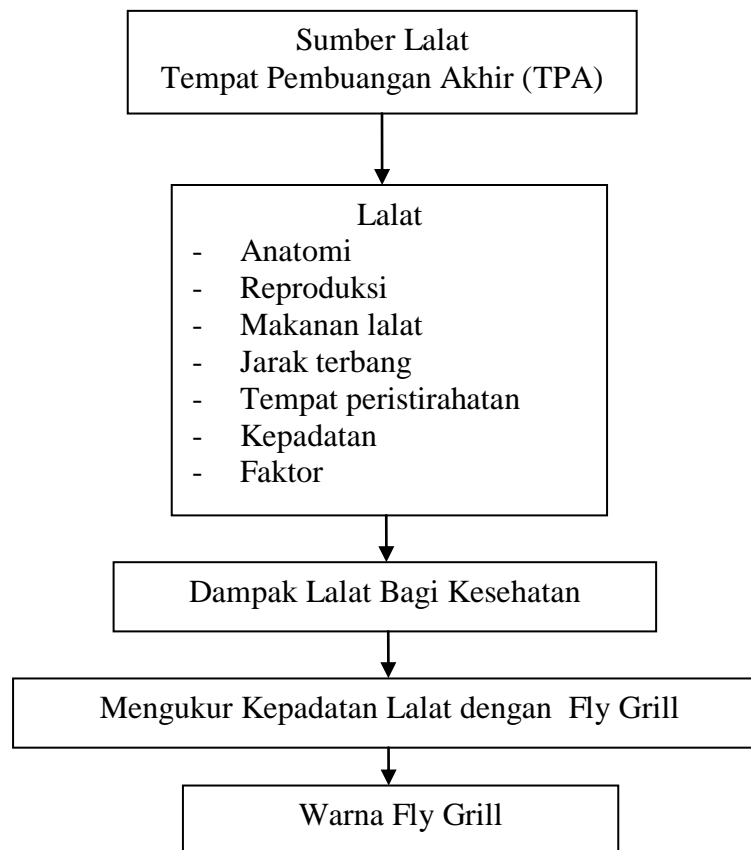 Sumber Lalat
Tempat Pembuangan Akhir (TPA)
Lalat
- Anatomi
- Reproduksi
- Makanan lalat
- Jarak terbang
- Tempat peristirahatan
- Kepadatan
- Faktor
Dampak Lalat Bagi Kesehatan
Mengukur Kepadatan Lalat dengan Fly Grill
Warna Fly Grill